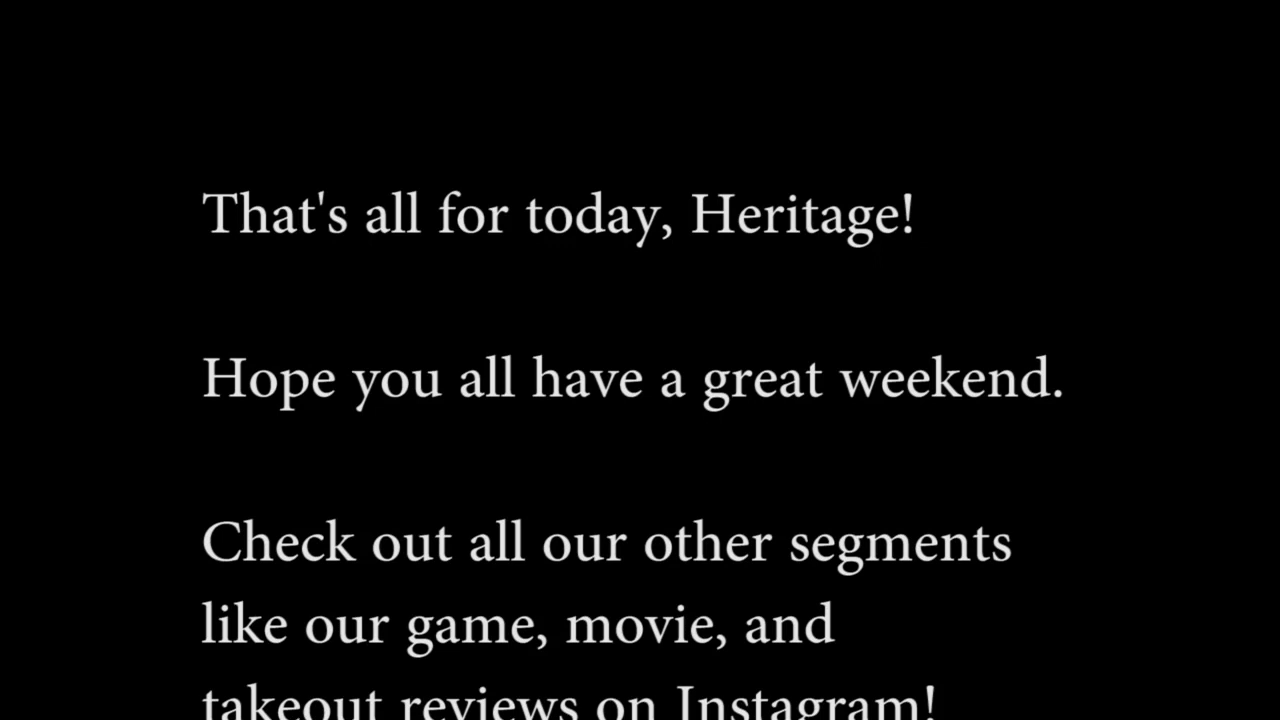 That's all for today, Heritage!
Hope you all have a great weekend.
Check out all our other segments
like our game, movie, and
takeout reviews on Instagram!